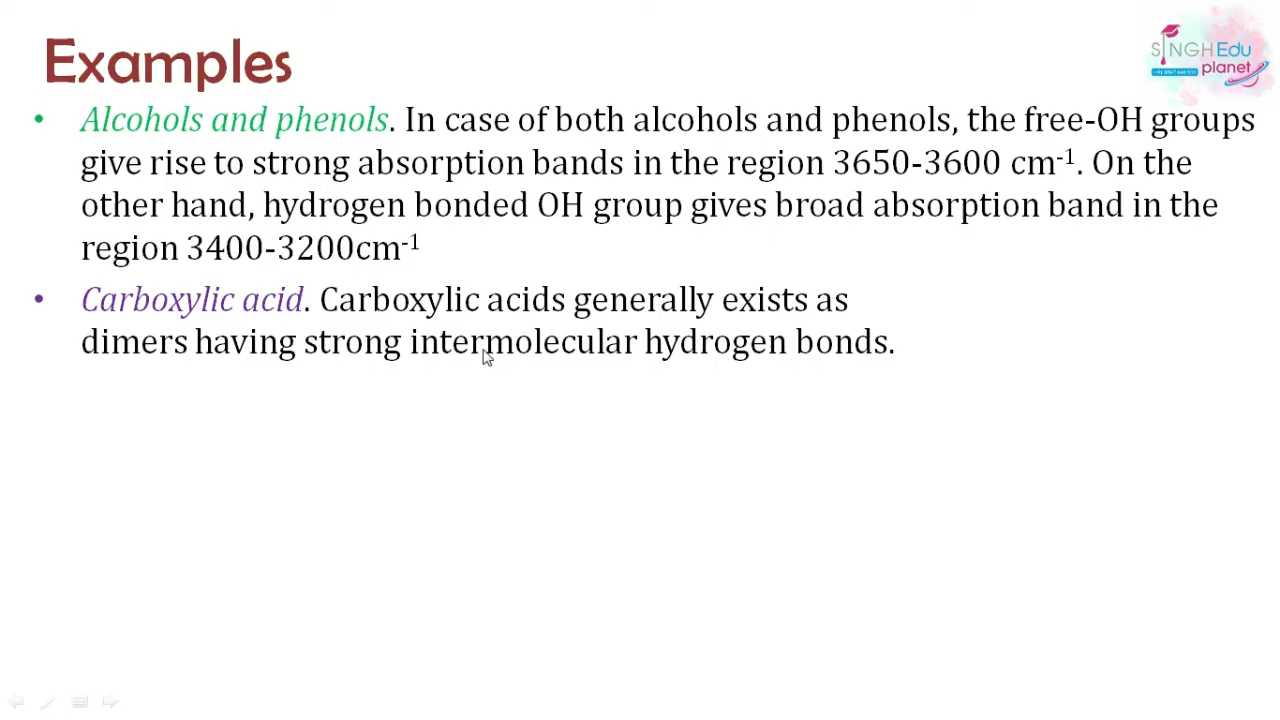 Examples
SINGH Edu
planet
• Alcohols and phenols. In case of both alcohols and phenols, the free-OH groups
give rise to strong absorption bands in the region 3650-3600 cm⁻¹. On the
other hand, hydrogen bonded OH group gives broad absorption band in the
region 3400-3200cm⁻¹
• Carboxylic acid. Carboxylic acids generally exists as
dimers having strong intermolecular hydrogen bonds.